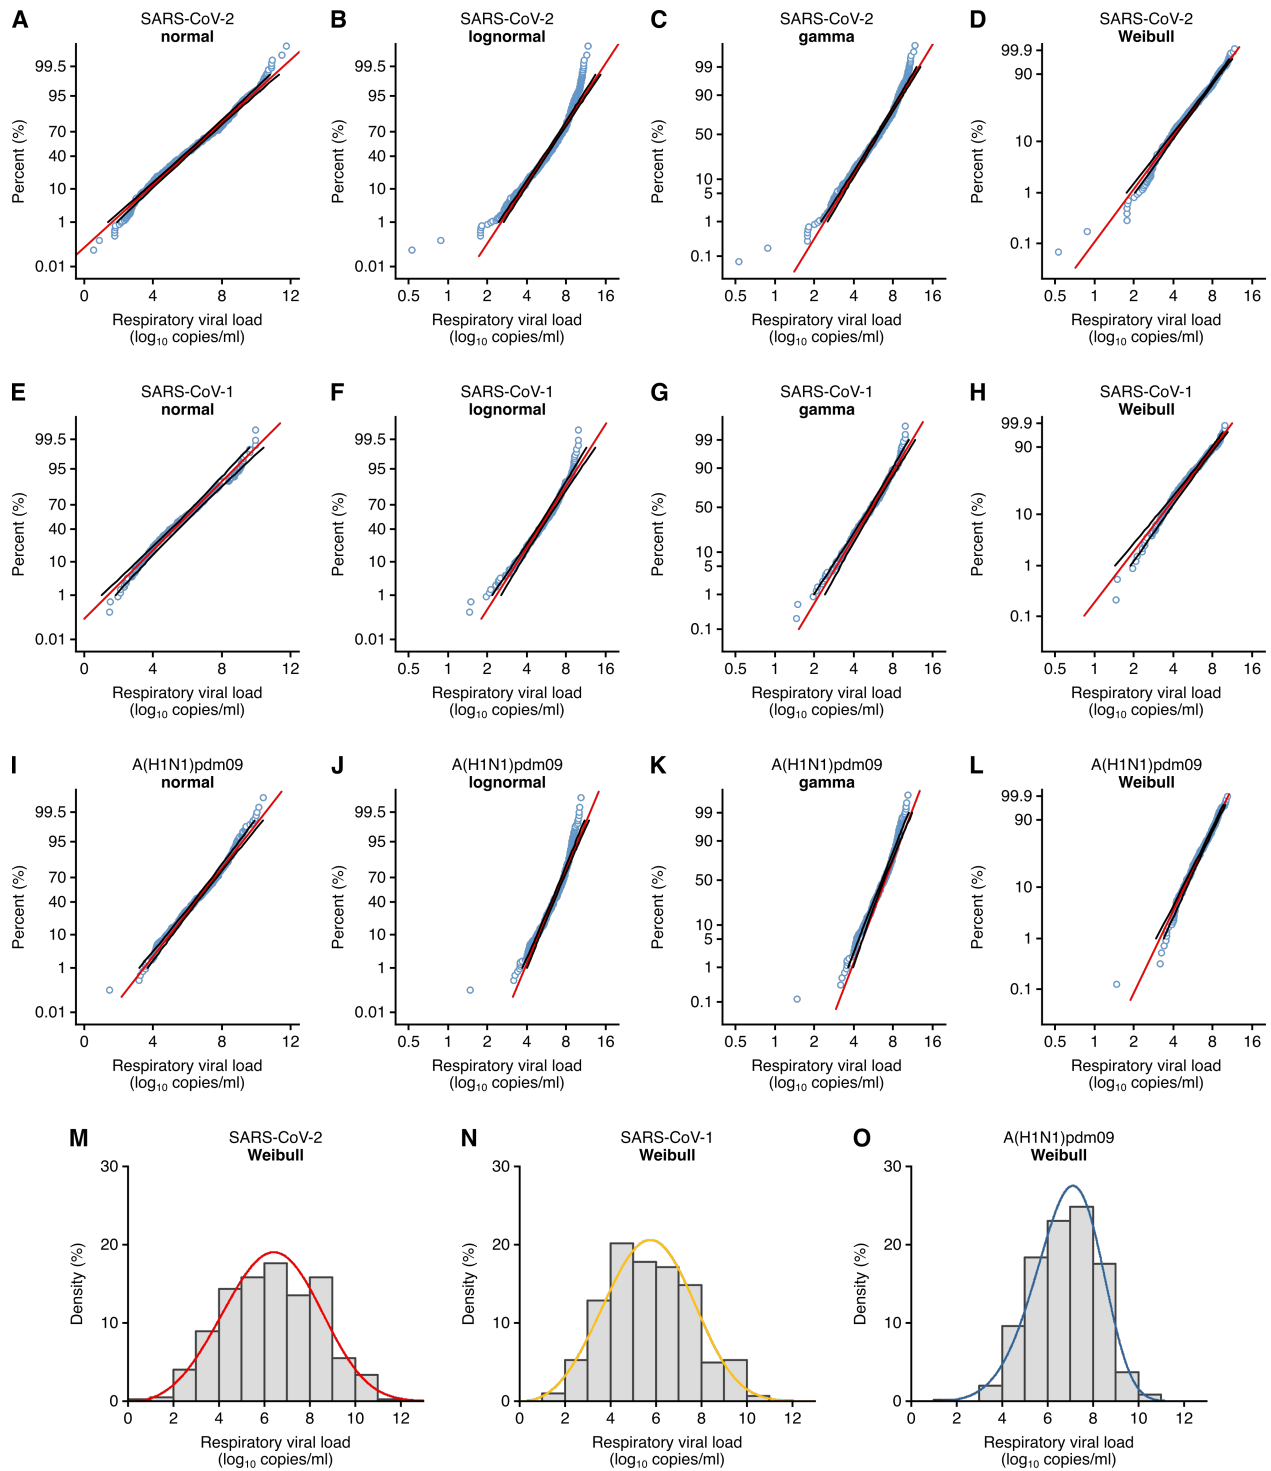 A
SARS-CoV-2
normal
Percent (%)
99.5
95
70
40
10
1
0.01
0 4 8 12
Respiratory viral load
(log10 copies/ml)
B
SARS-CoV-2
lognormal
Percent (%)
99.5
95
70
40
10
1
0.01
0.5 1 2 4 8 16
Respiratory viral load
(log10 copies/ml)
C
SARS-CoV-2
gamma
Percent (%)
99
90
50
10
5
1
0.1
0.5 1 2 4 8 16
Respiratory viral load
(log10 copies/ml)
D
SARS-CoV-2
Weibull
Percent (%)
99.9
90
10
1
0.1
0.5 1 2 4 8 16
Respiratory viral load
(log10 copies/ml)
E
SARS-CoV-1
normal
Percent (%)
99.5
95
70
40
10
1
0.01
0 4 8 12
Respiratory viral load
(log10 copies/ml)
F
SARS-CoV-1
lognormal
Percent (%)
99.5
95
70
40
10
1
0.01
0.5 1 2 4 8 16
Respiratory viral load
(log10 copies/ml)
G
SARS-CoV-1
gamma
Percent (%)
99
90
50
10
5
1
0.1
0.5 1 2 4 8 16
Respiratory viral load
(log10 copies/ml)
H
SARS-CoV-1
Weibull
Percent (%)
99.9
90
10
1
0.1
0.5 1 2 4 8 16
Respiratory viral load
(log10 copies/ml)
I
A(H1N1)pdm09
normal
Percent (%)
99.5
95
70
40
10
1
0.01
0 4 8 12
Respiratory viral load
(log10 copies/ml)
J
A(H1N1)pdm09
lognormal
Percent (%)
99.5
95
70
40
10
1
0.01
0.5 1 2 4 8 16
Respiratory viral load
(log10 copies/ml)
K
A(H1N1)pdm09
gamma
Percent (%)
99
90
50
10
5
1
0.1
0.5 1 2 4 8 16
Respiratory viral load
(log10 copies/ml)
L
A(H1N1)pdm09
Weibull
Percent (%)
99.9
90
10
1
0.1
0.5 1 2 4 8 16
Respiratory viral load
(log10 copies/ml)
M
SARS-CoV-2
Weibull
Density (%)
30
20
10
0
0 2 4 6 8 10 12
Respiratory viral load
(log10 copies/ml)
N
SARS-CoV-1
Weibull
Density (%)
30
20
10
0
0 2 4 6 8 10 12
Respiratory viral load
(log10 copies/ml)
O
A(H1N1)pdm09
Weibull
Density (%)
30
20
10
0
0 2 4 6 8 10 12
Respiratory viral load
(log10 copies/ml)